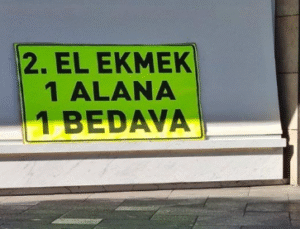 2. EL EKMEK
1 ALANA
1 BEDAVA